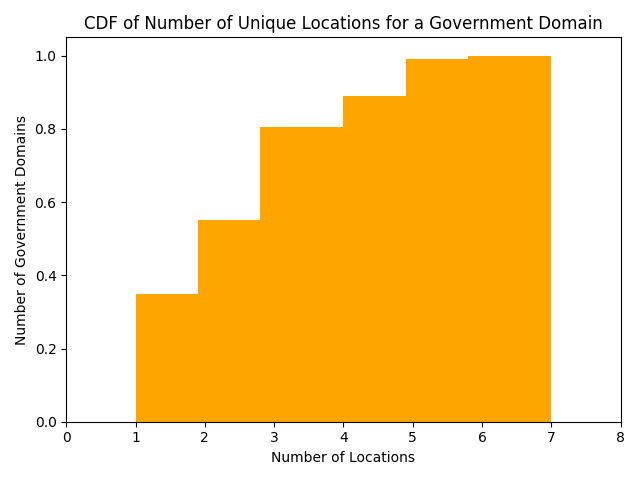 CDF of Number of Unique Locations for a Government Domain
1.0
0.8
0.6
0.4
0.2
0.0
Number of Government Domains
0 1 2 3 4 5 6 7 8
Number of Locations